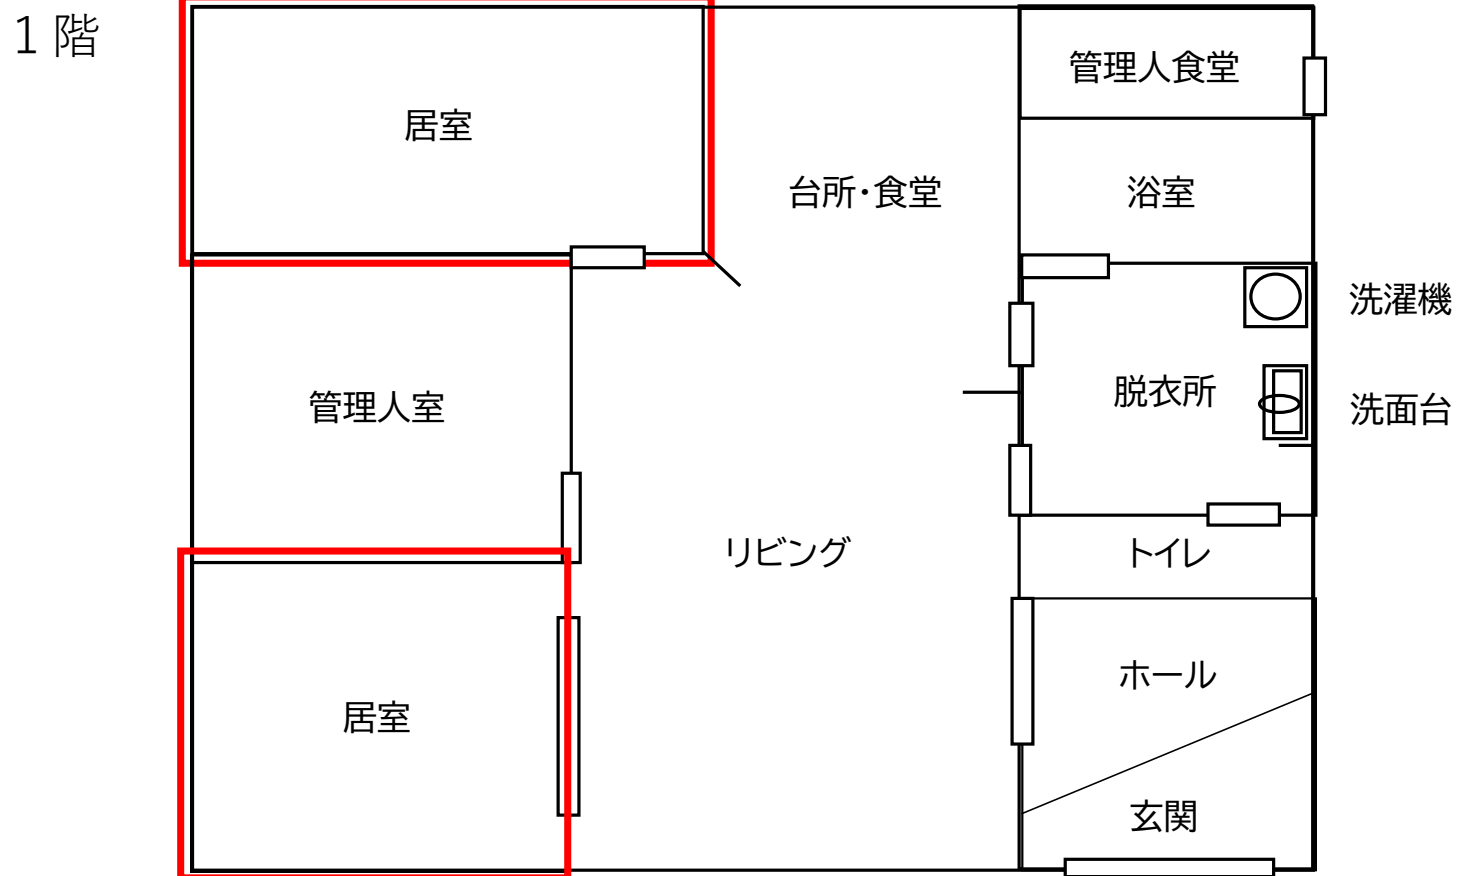 １階
管理人食堂
居室
台所・食堂
浴室
洗濯機
脱衣所
管理人室
洗面台
リビング
トイレ
ホール
居室
玄関